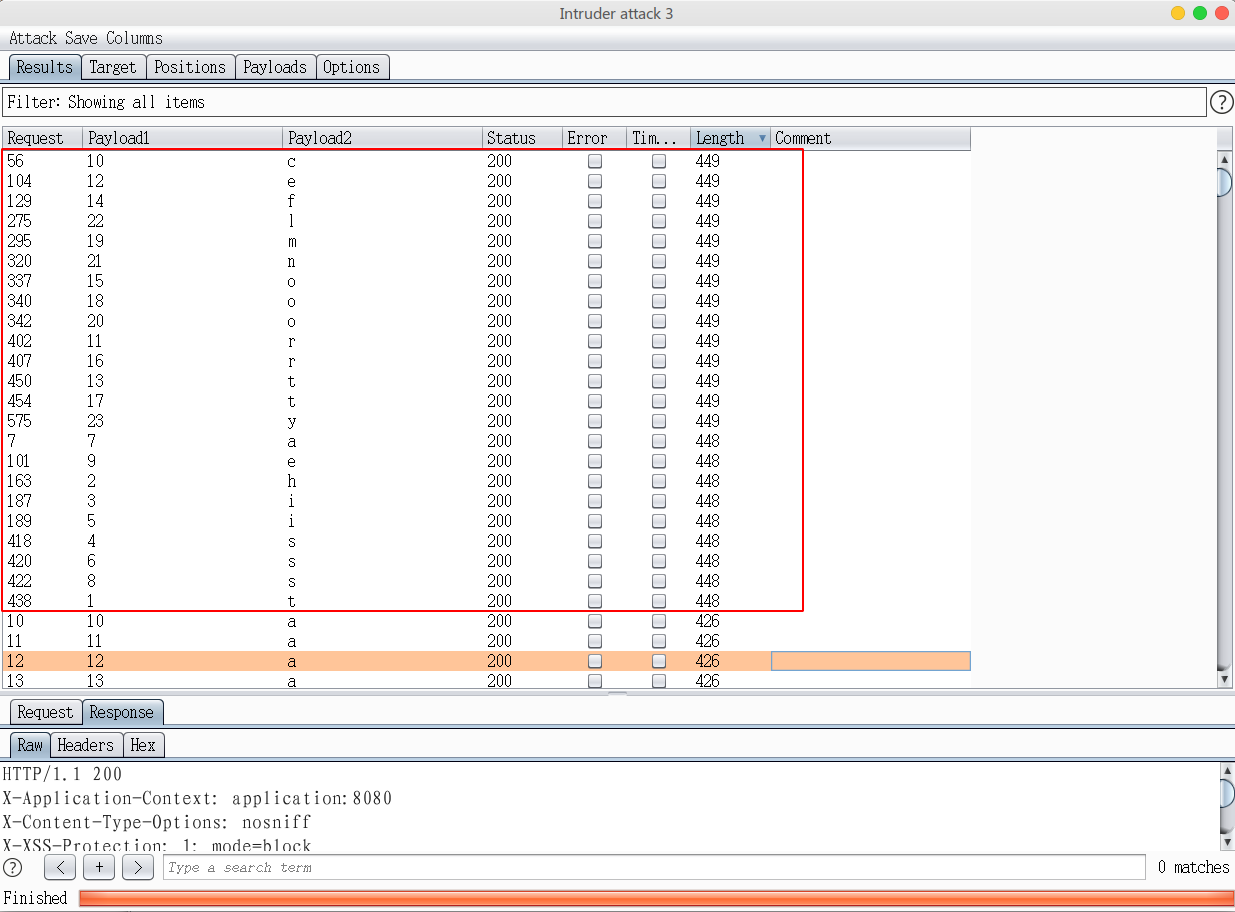 Intruder attack 3
Attack Save Columns
Results Target Positions Payloads Options
Filter: Showing all items ?
Request Payload1 Payload2 Status Error Tim... Length Comment
56 10 c 200 449
104 12 e 200 449
129 14 f 200 449
275 22 l 200 449
295 19 m 200 449
320 21 n 200 449
337 15 o 200 449
340 18 o 200 449
342 20 o 200 449
402 11 r 200 449
407 16 r 200 449
450 13 t 200 449
454 17 t 200 449
575 23 y 200 449
7 7 a 200 448
101 9 e 200 448
163 2 h 200 448
187 3 i 200 448
189 5 i 200 448
418 4 s 200 448
420 6 s 200 448
422 8 s 200 448
438 1 t 200 448
10 10 a 200 426
11 11 a 200 426
12 12 a 200 426
13 13 a 200 426
Request Response
Raw Headers Hex
HTTP/1.1 200
X-Application-Context: application:8080
X-Content-Type-Options: nosniff
X-XSS-Protection: 1; mode=block
? < + > Type a search term 0 matches
Finished